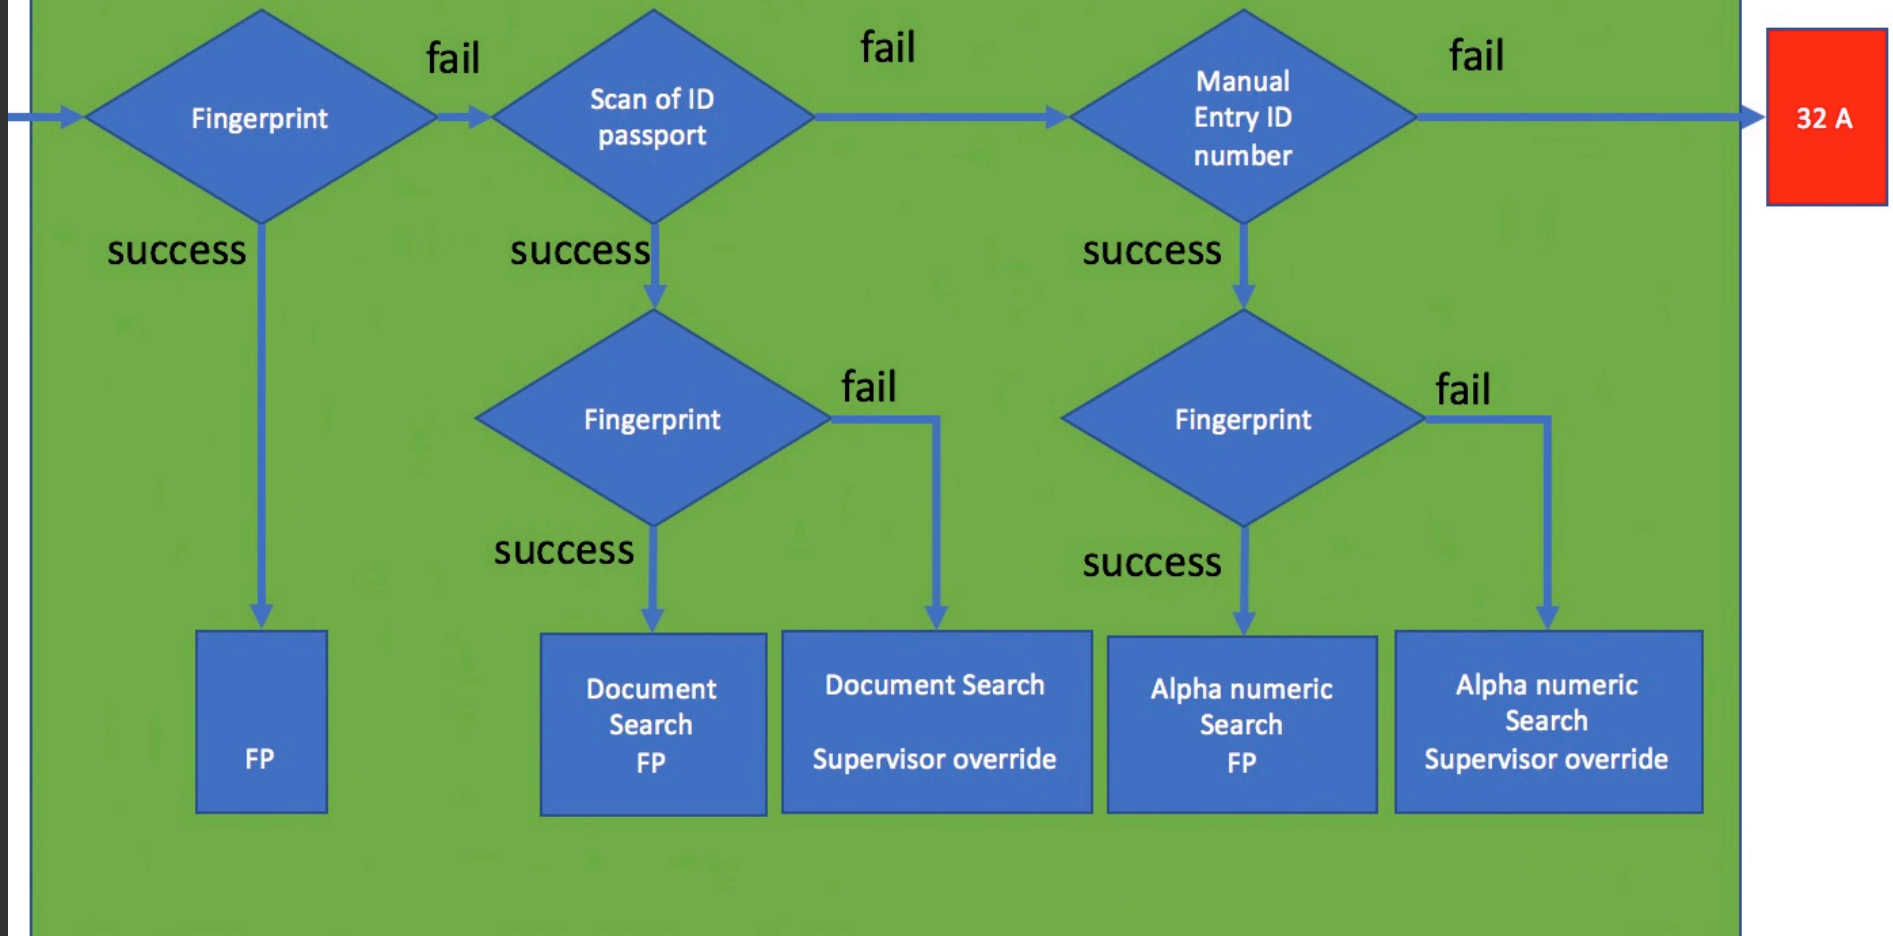 fail
fail
fail
Fingerprint
Scan of ID
passport
Manual
Entry ID
number
32 A
success
success
success
Fingerprint
fail
Fingerprint
fail
success
success
FP
Document
Search
FP
Document Search
Supervisor override
Alpha numeric
Search
FP
Alpha numeric
Search
Supervisor override